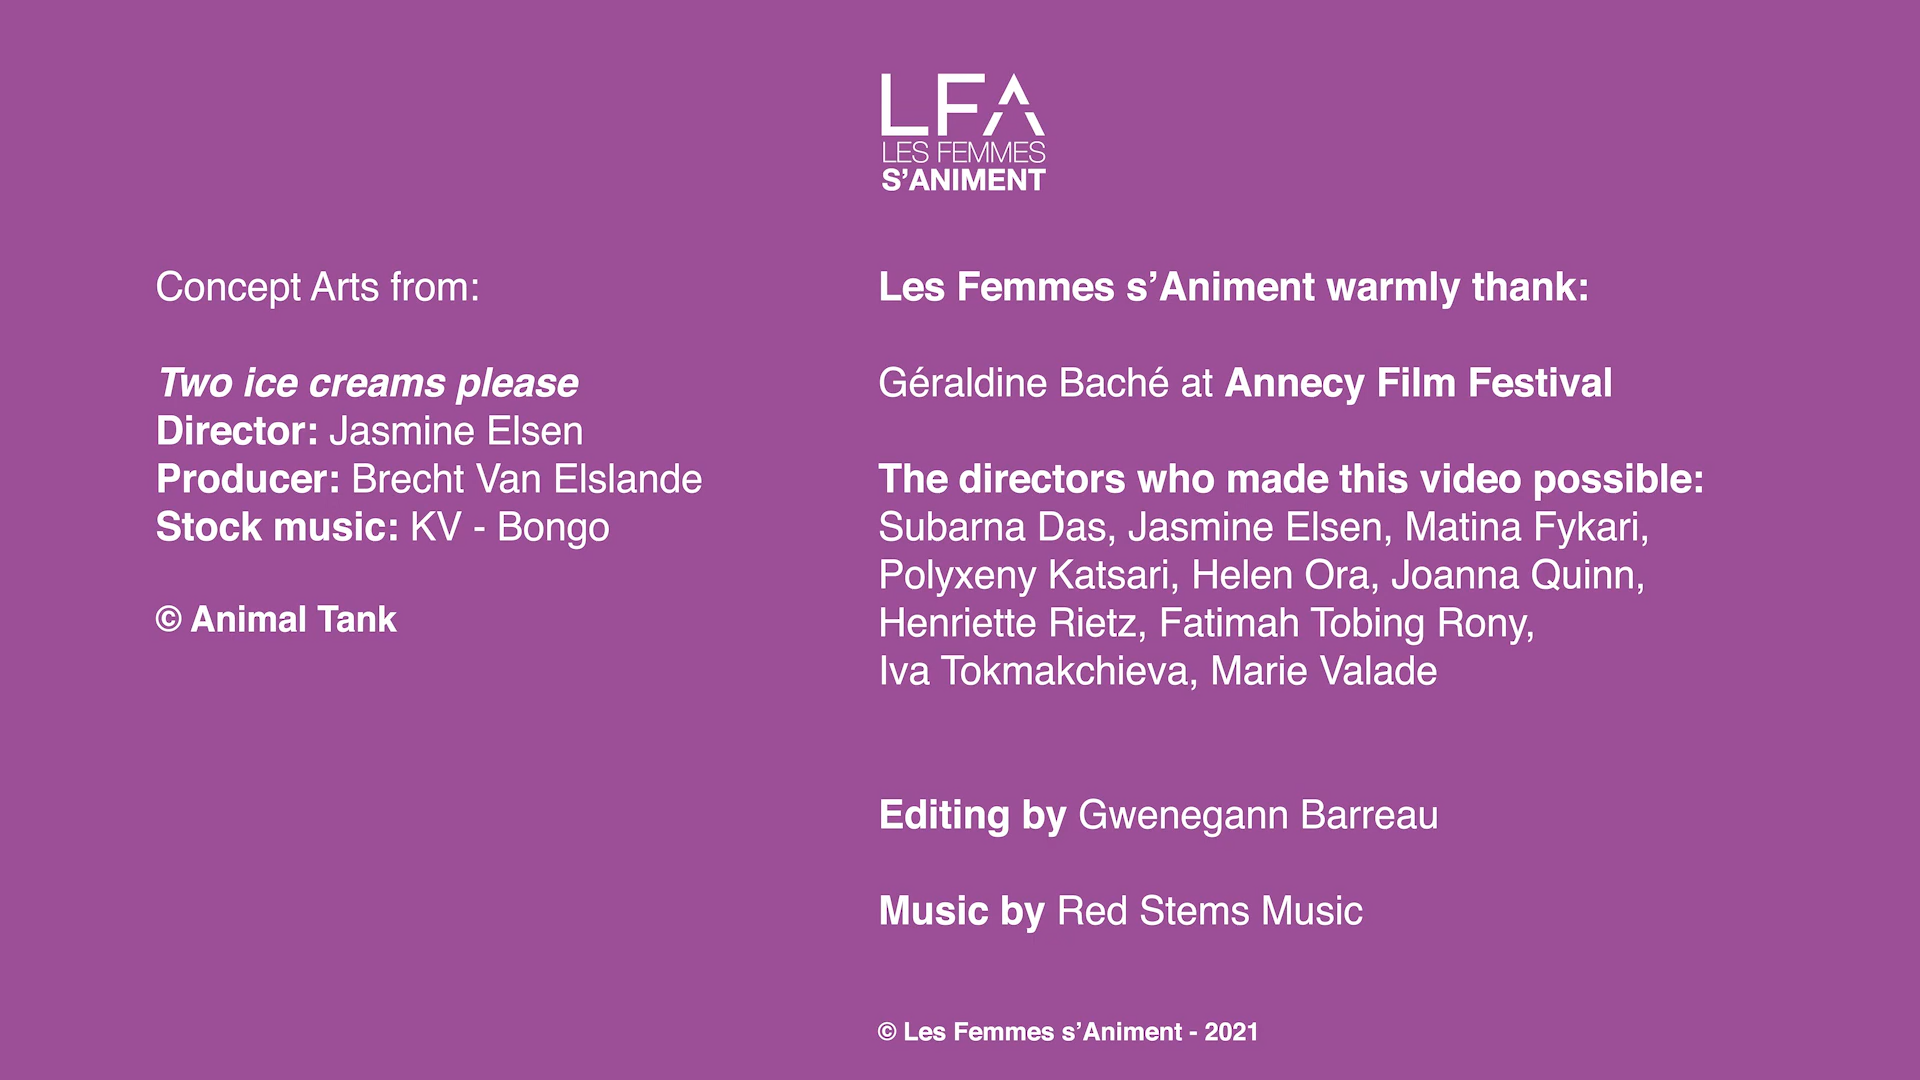 LFA
LES FEMMES
S’ANIMENT
Concept Arts from:
Two ice creams please
Director: Jasmine Elsen
Producer: Brecht Van Elslande
Stock music: KV - Bongo
© Animal Tank
Les Femmes s’Animent warmly thank:
Géraldine Baché at Annecy Film Festival
The directors who made this video possible:
Subarna Das, Jasmine Elsen, Matina Fykari,
Polyxeny Katsari, Helen Ora, Joanna Quinn,
Henriette Rietz, Fatimah Tobing Rony,
Iva Tokmakchieva, Marie Valade
Editing by Gwenegann Barreau
Music by Red Stems Music
© Les Femmes s’Animent - 2021